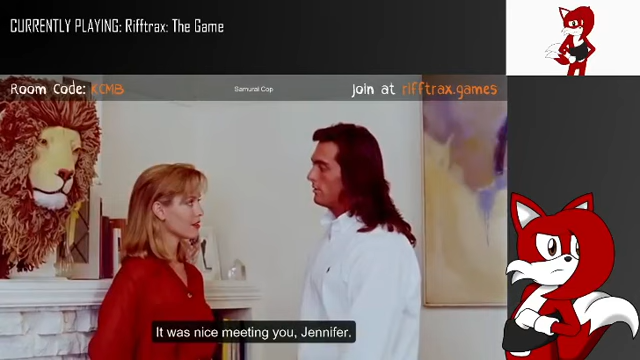 CURRENTLY PLAYING: Rifftrax: The Game
Room Code: KCMB
Samurai Cop
join at rifftrax.games
It was nice meeting you, Jennifer.